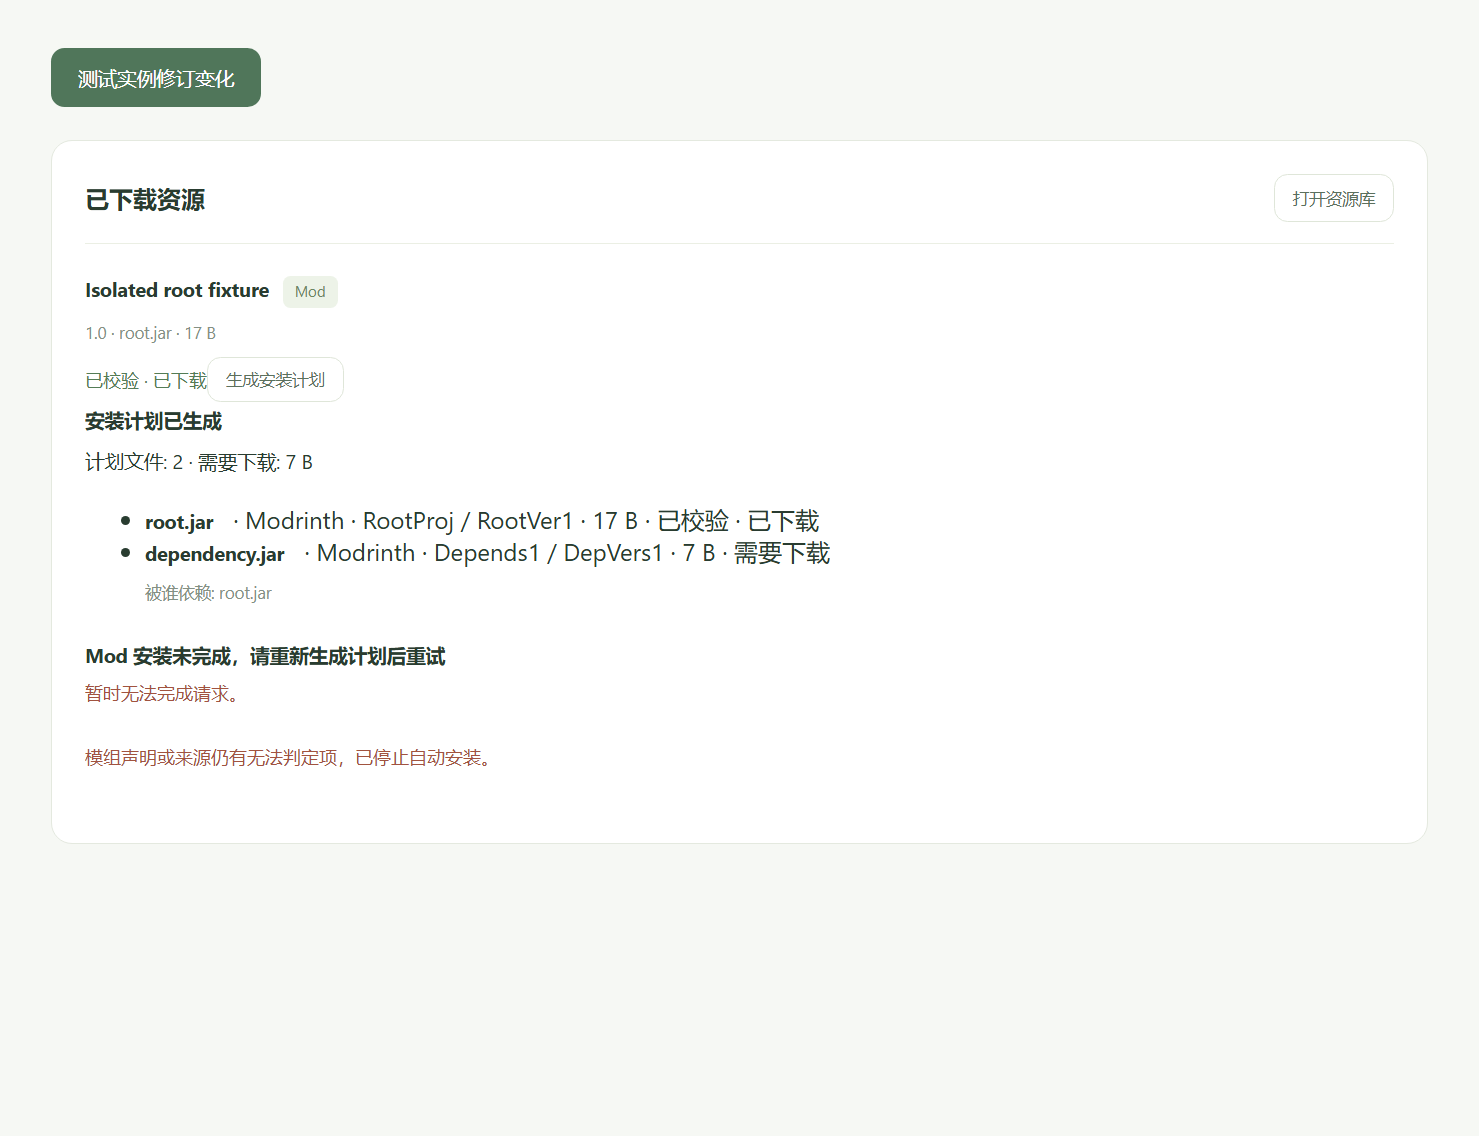 测试实例修订变化
已下载资源
打开资源库
Isolated root fixture Mod
1.0 · root.jar · 17 B
已校验 · 已下载 生成安装计划
安装计划已生成
计划文件: 2 · 需要下载: 7 B
• root.jar · Modrinth · RootProj / RootVer1 · 17 B · 已校验 · 已下载
• dependency.jar · Modrinth · Depends1 / DepVers1 · 7 B · 需要下载
被谁依赖: root.jar
Mod 安装未完成，请重新生成计划后重试
暂时无法完成请求。
模组声明或来源仍有无法判定项，已停止自动安装。